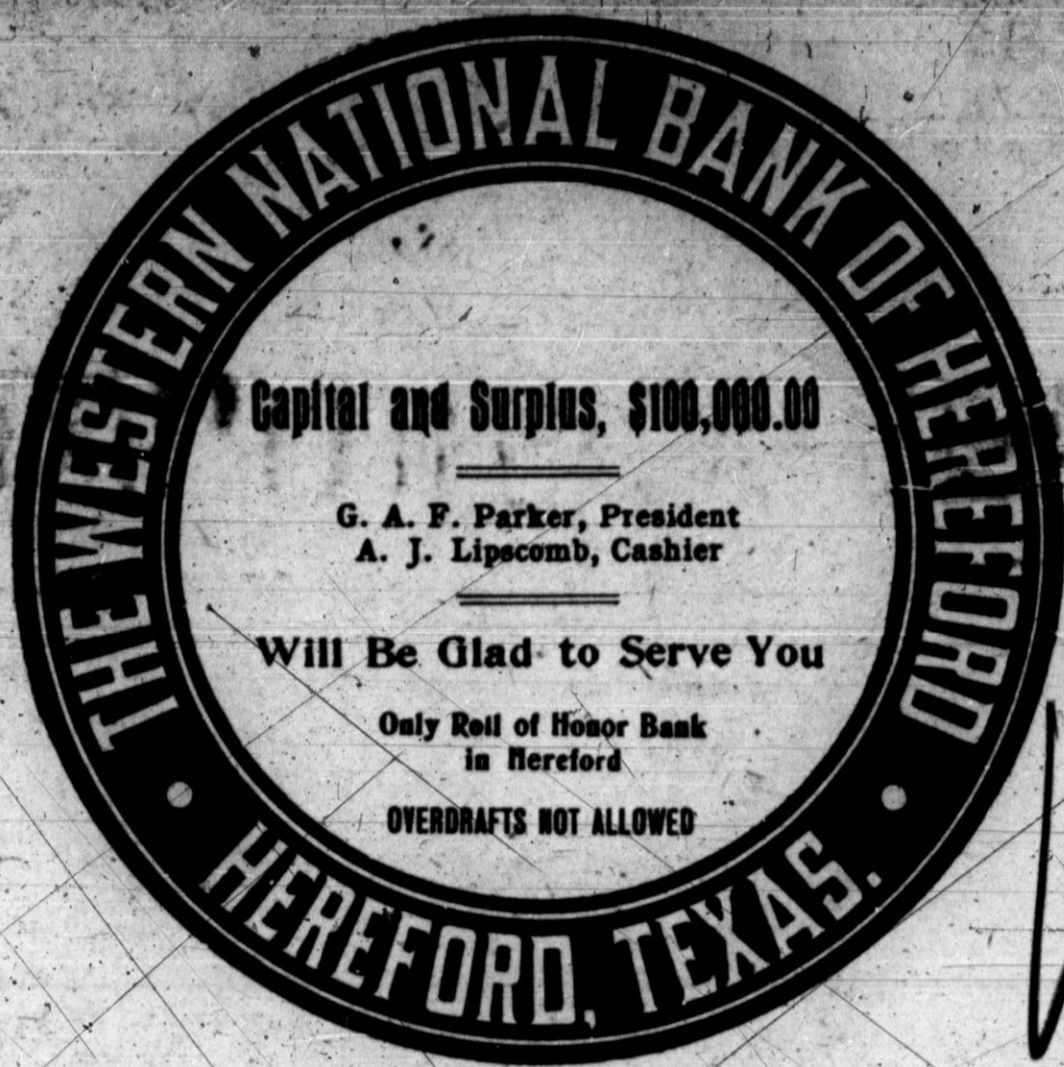 THE WESTERN NATIONAL BANK OF HEREFORD
Capital and Surplus, $100,000.00
G. A. F. Parker, President
A. J. Lipscomb, Cashier
Will Be Glad to Serve You
Only Roll of Honor Bank
in Hereford
OVERDRAFTS NOT ALLOWED
HEREFORD, TEXAS.